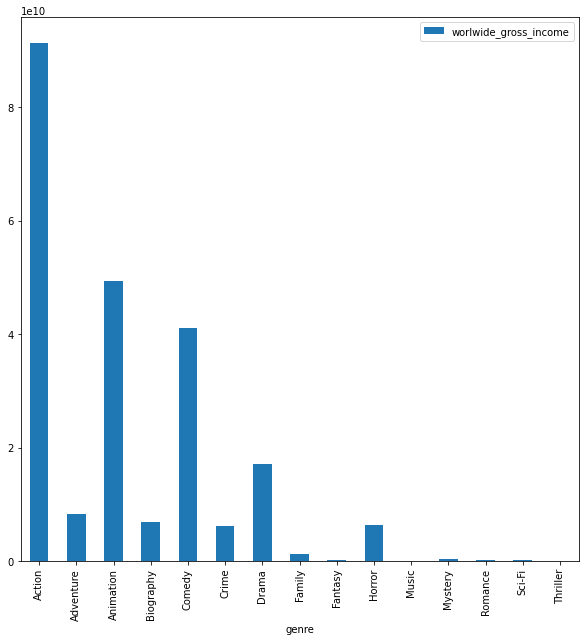 1e10
worlwide_gross_income
8
6
4
2
0
Action
Adventure
Animation
Biography
Comedy
Crime
Drama
Family
Fantasy
Horror
Music
Mystery
Romance
Sci-Fi
Thriller
genre